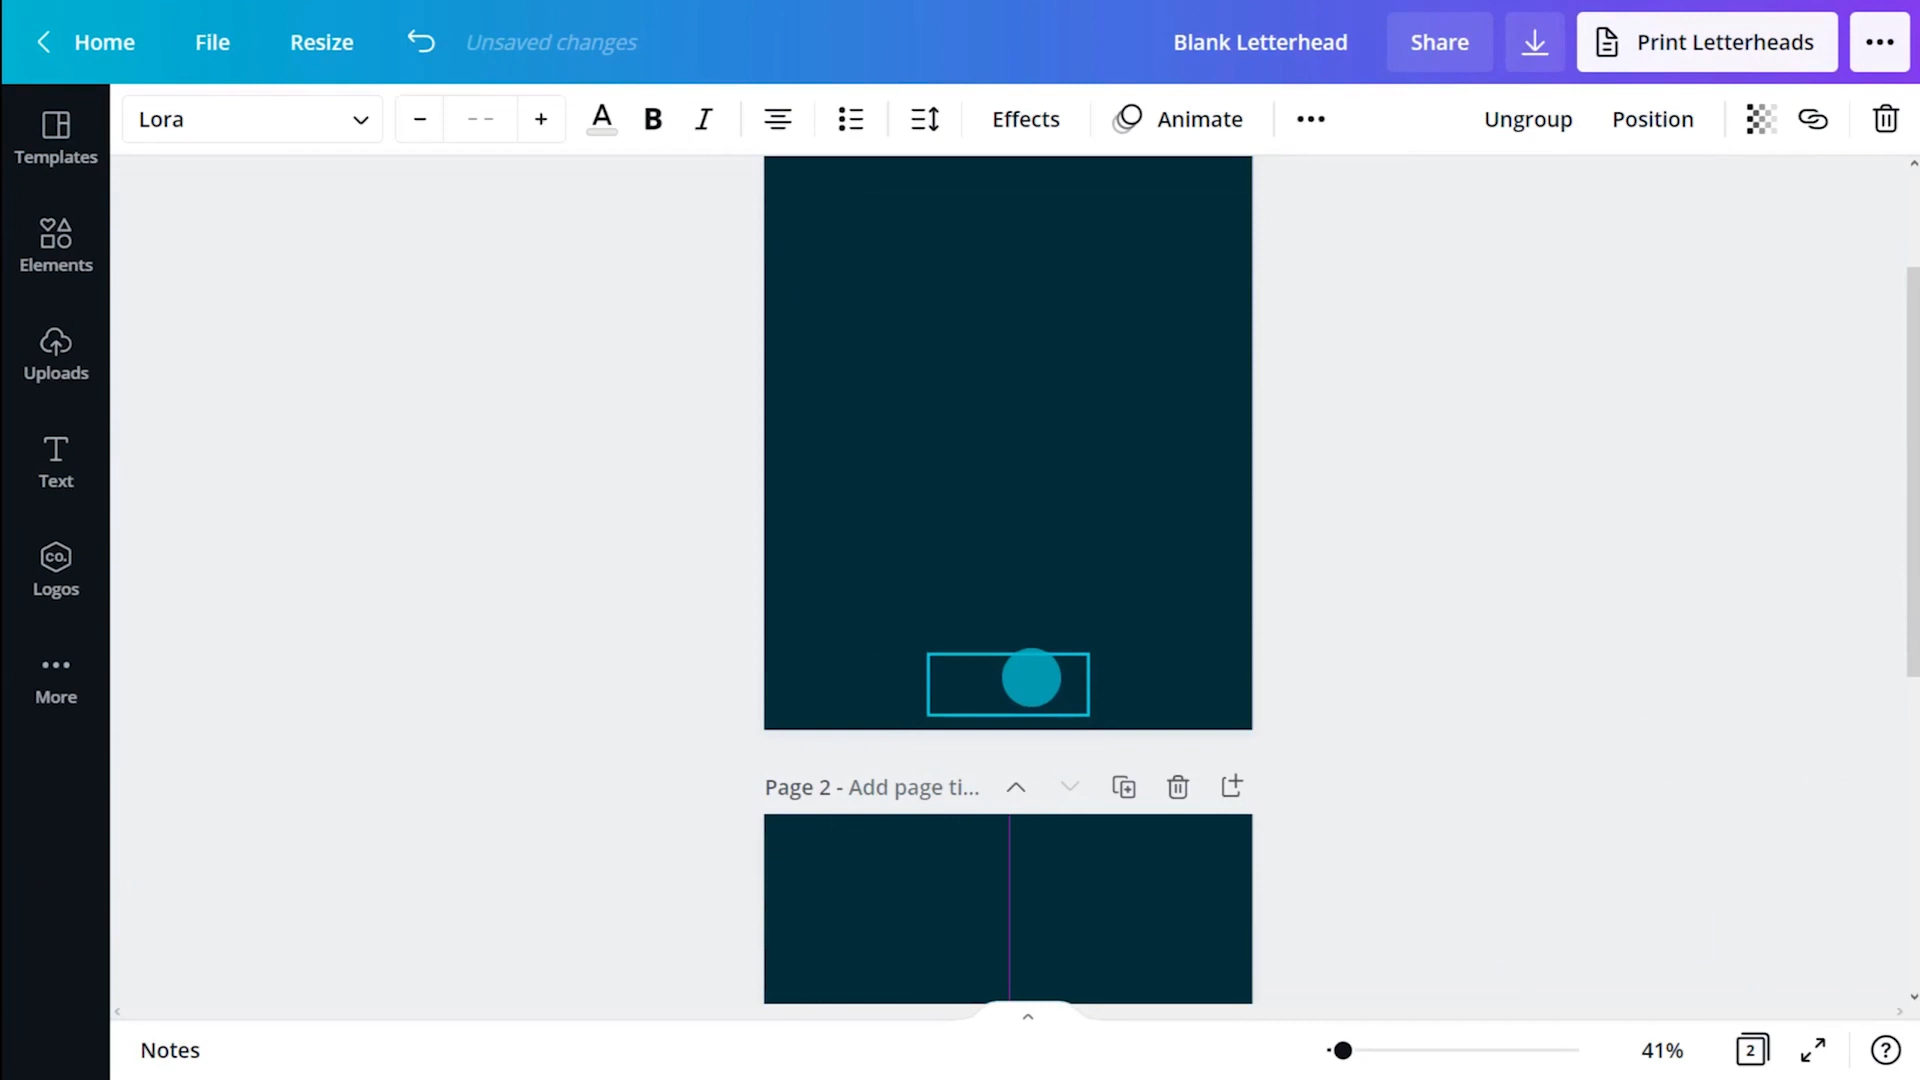 Home
File
Resize
Unsaved changes
Blank Letterhead
Share
Print Letterheads
Lora
- -
A
B
I
Effects
Animate
Ungroup
Position
Templates
Elements
Uploads
T
Text
CO.
Logos
More
Page 2 - Add page ti...
Notes
41%
2
?